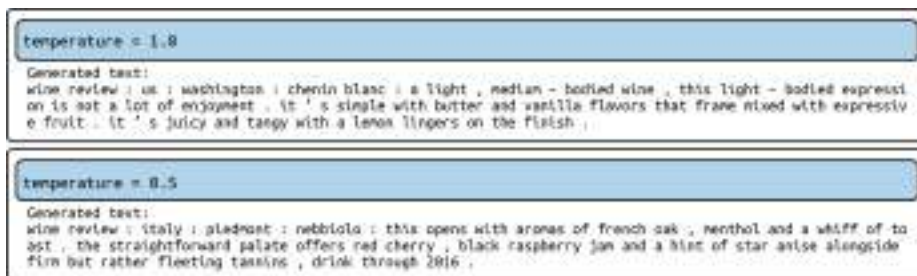 temperature = 1.0
Generated text:
wine review : us : washington : chenin blanc : a light , medium - bodied wine , this light - bodied expressi
on is not a lot of enjoyment . it ' s simple with butter and vanilla flavors that frame mixed with expressiv
e fruit . it ' s juicy and tangy with a lemon lingers on the finish .
temperature = 0.5
Generated text:
wine review : italy : piedmont : nebbiolo : this opens with aromas of french oak , menthol and a whiff of to
ast . the straightforward palate offers red cherry , black raspberry jam and a hint of star anise alongside
firm but rather fleeting tannins , drink through 2016 .